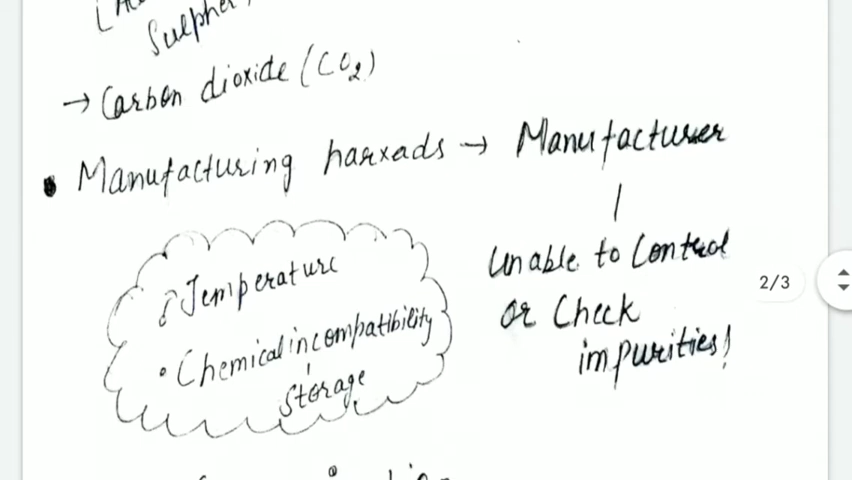 Sulpher
→ Carbon dioxide (CO₂)
• Manufacturing harxads → Manufacturer
Unable to Control
or Check
impurities!
Temperature
• Chemical incompatibility
Storage
2/3